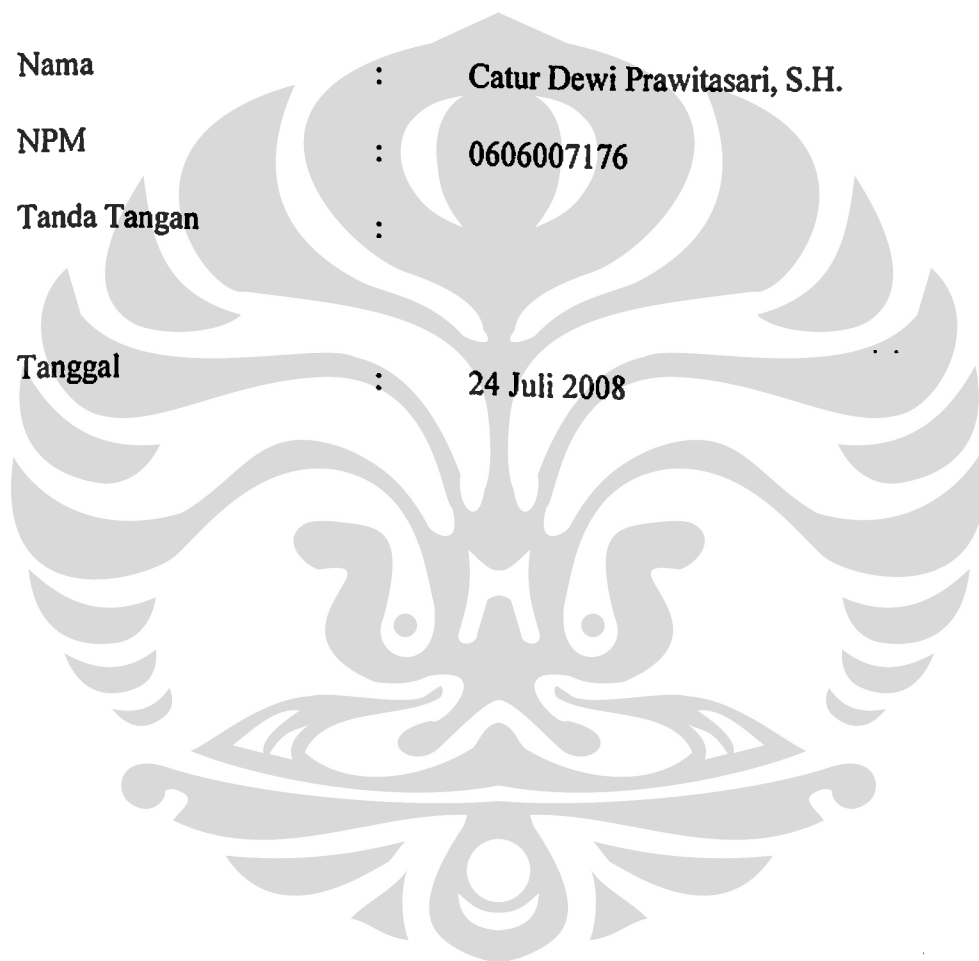 Nama : Catur Dewi Prawitasari, S.H.
NPM : 0606007176
Tanda Tangan :
Tanggal : 24 Juli 2008